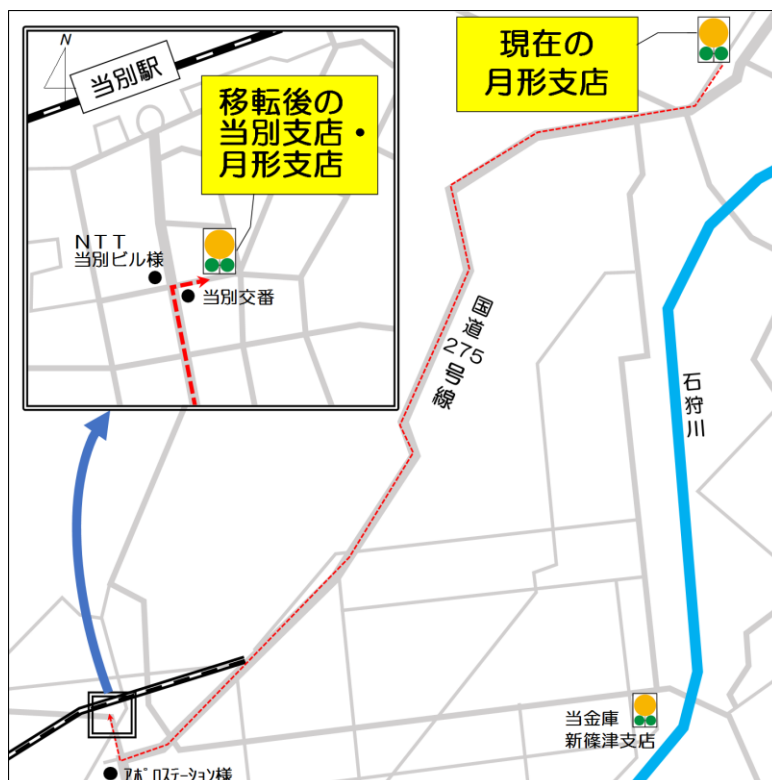 N
当別駅
移転後の
当別支店・
月形支店
NTT
当別ビル様
当別交番
現在の
月形支店
国道275号線
石狩川
当金庫
新篠津支店
ｱﾎﾟﾛｽﾃｰｼｮﾝ様